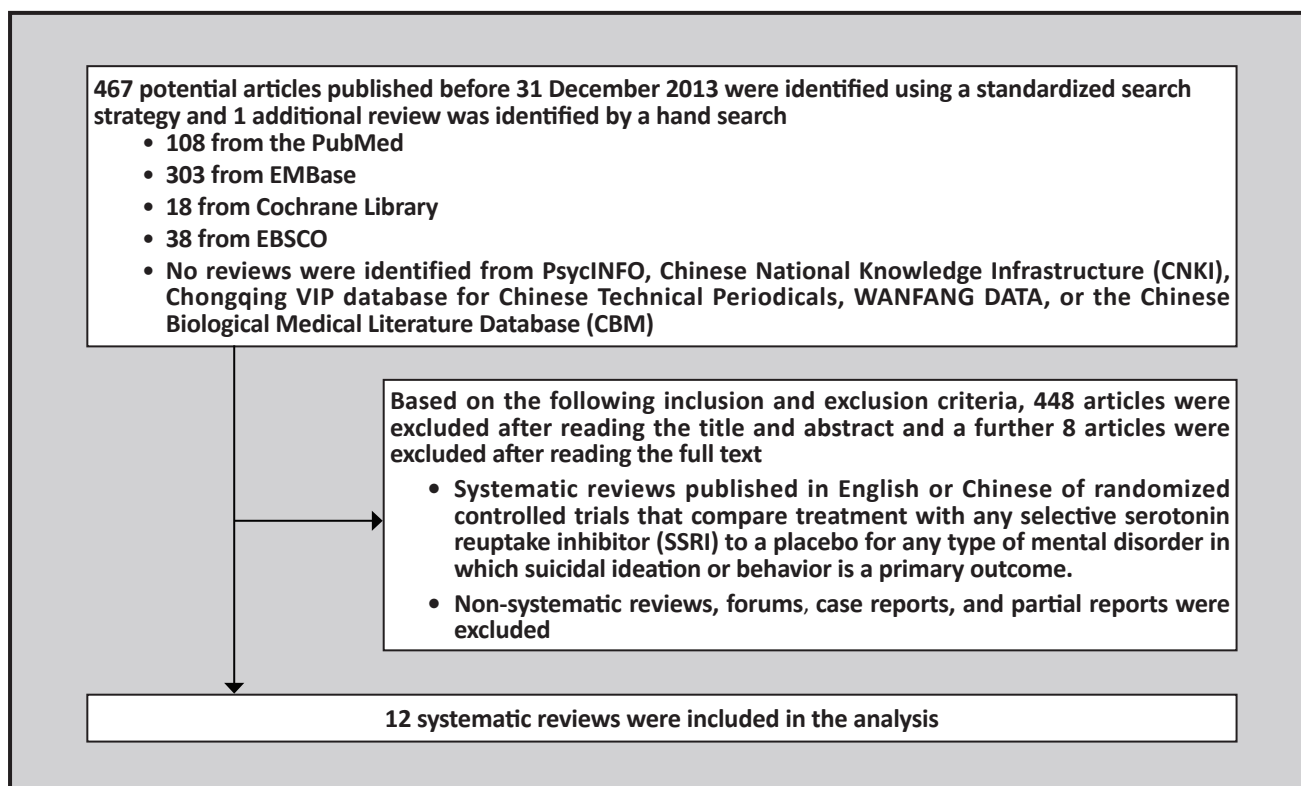 467 potential articles published before 31 December 2013 were identified using a standardized search
strategy and 1 additional review was identified by a hand search
• 108 from the PubMed
• 303 from EMBase
• 18 from Cochrane Library
• 38 from EBSCO
• No reviews were identified from PsycINFO, Chinese National Knowledge Infrastructure (CNKI),
Chongqing VIP database for Chinese Technical Periodicals, WANFANG DATA, or the Chinese
Biological Medical Literature Database (CBM)
Based on the following inclusion and exclusion criteria, 448 articles were
excluded after reading the title and abstract and a further 8 articles were
excluded after reading the full text
• Systematic reviews published in English or Chinese of randomized
controlled trials that compare treatment with any selective serotonin
reuptake inhibitor (SSRI) to a placebo for any type of mental disorder in
which suicidal ideation or behavior is a primary outcome.
• Non-systematic reviews, forums, case reports, and partial reports were
excluded
12 systematic reviews were included in the analysis